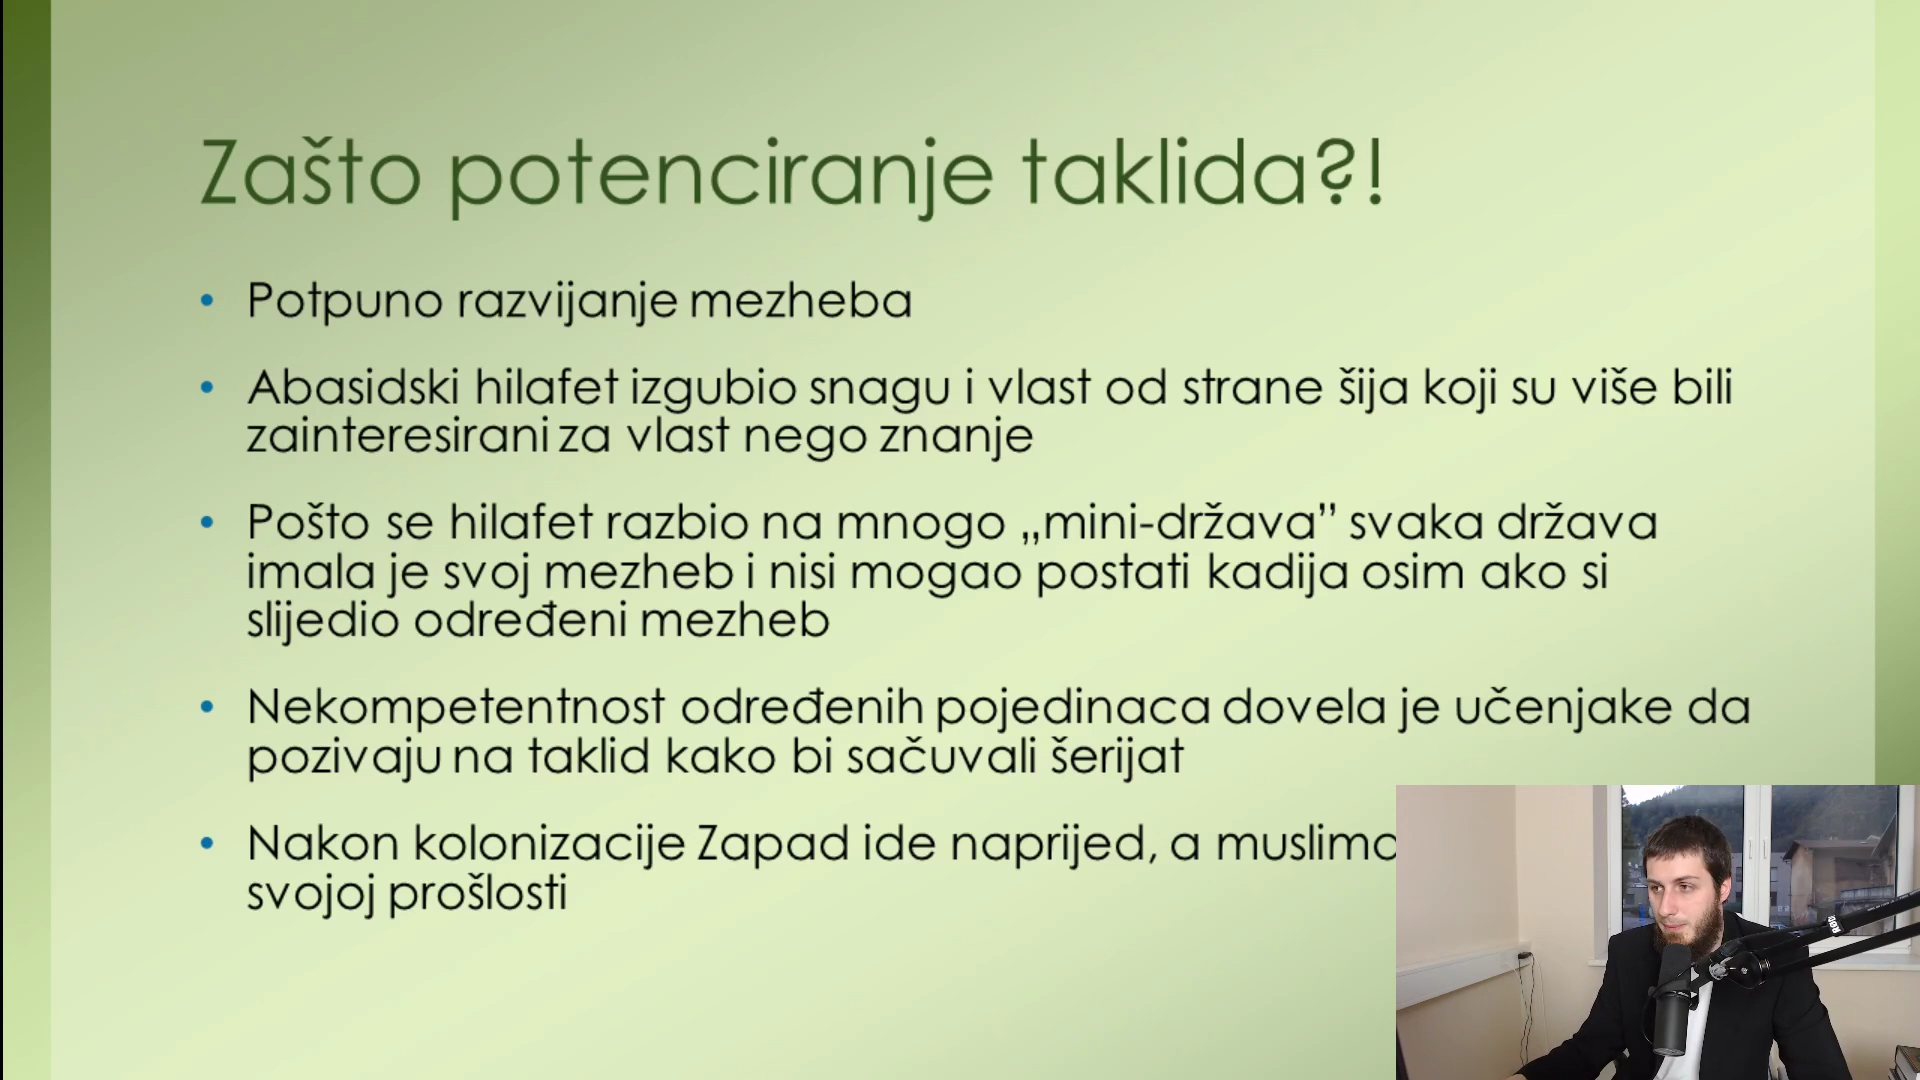 Zašto potenciranje taklida?!
• Potpuno razvijanje mezheba
• Abasidski hilafet izgubio snagu i vlast od strane šija koji su više bili
zainteresirani za vlast nego znanje
• Pošto se hilafet razbio na mnogo „mini-država” svaka država
imala je svoj mezheb i nisi mogao postati kadija osim ako si
slijedio određeni mezheb
• Nekompetentnost određenih pojedinaca dovela je učenjake da
pozivaju na taklid kako bi sačuvali šerijat
• Nakon kolonizacije Zapad ide naprijed, a
svojoj prošlosti